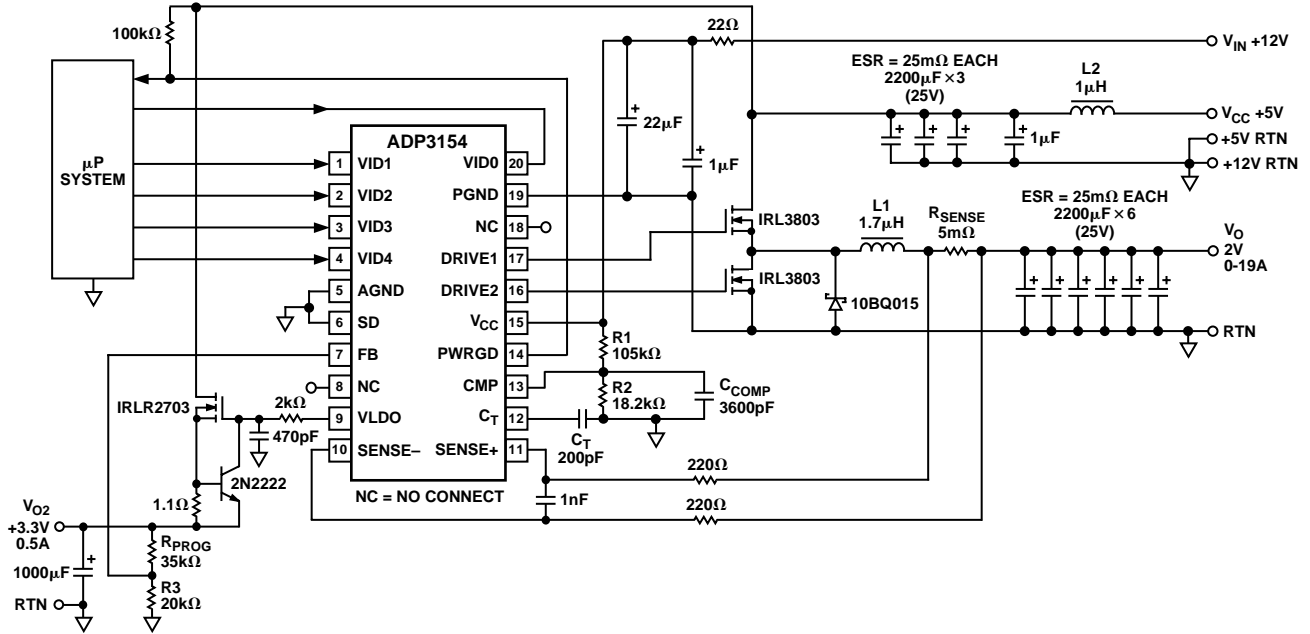 100kΩ
22Ω
V_IN +12V
ESR = 25mΩ EACH
2200µF × 3
(25V)
L2
1µH
V_CC +5V
+5V RTN
+12V RTN
1µF
22µF
1µF
µP
SYSTEM
ADP3154
1 VID1
2 VID2
3 VID3
4 VID4
5 AGND
6 SD
7 FB
8 NC
9 VLDO
10 SENSE–
VID0 20
PGND 19
NC 18
DRIVE1 17
DRIVE2 16
V_CC 15
PWRGD 14
CMP 13
C_T 12
SENSE+ 11
NC = NO CONNECT
IRL3803
IRL3803
L1
1.7µH
R_SENSE
5mΩ
ESR = 25mΩ EACH
2200µF × 6
(25V)
V_O
2V
0-19A
10BQ015
RTN
R1
105kΩ
R2
18.2kΩ
C_COMP
3600pF
C_T
200pF
220Ω
1nF
220Ω
IRLR2703
2kΩ
470pF
2N2222
1.1Ω
V_O2
+3.3V
0.5A
R_PROG
35kΩ
1000µF
R3
20kΩ
RTN